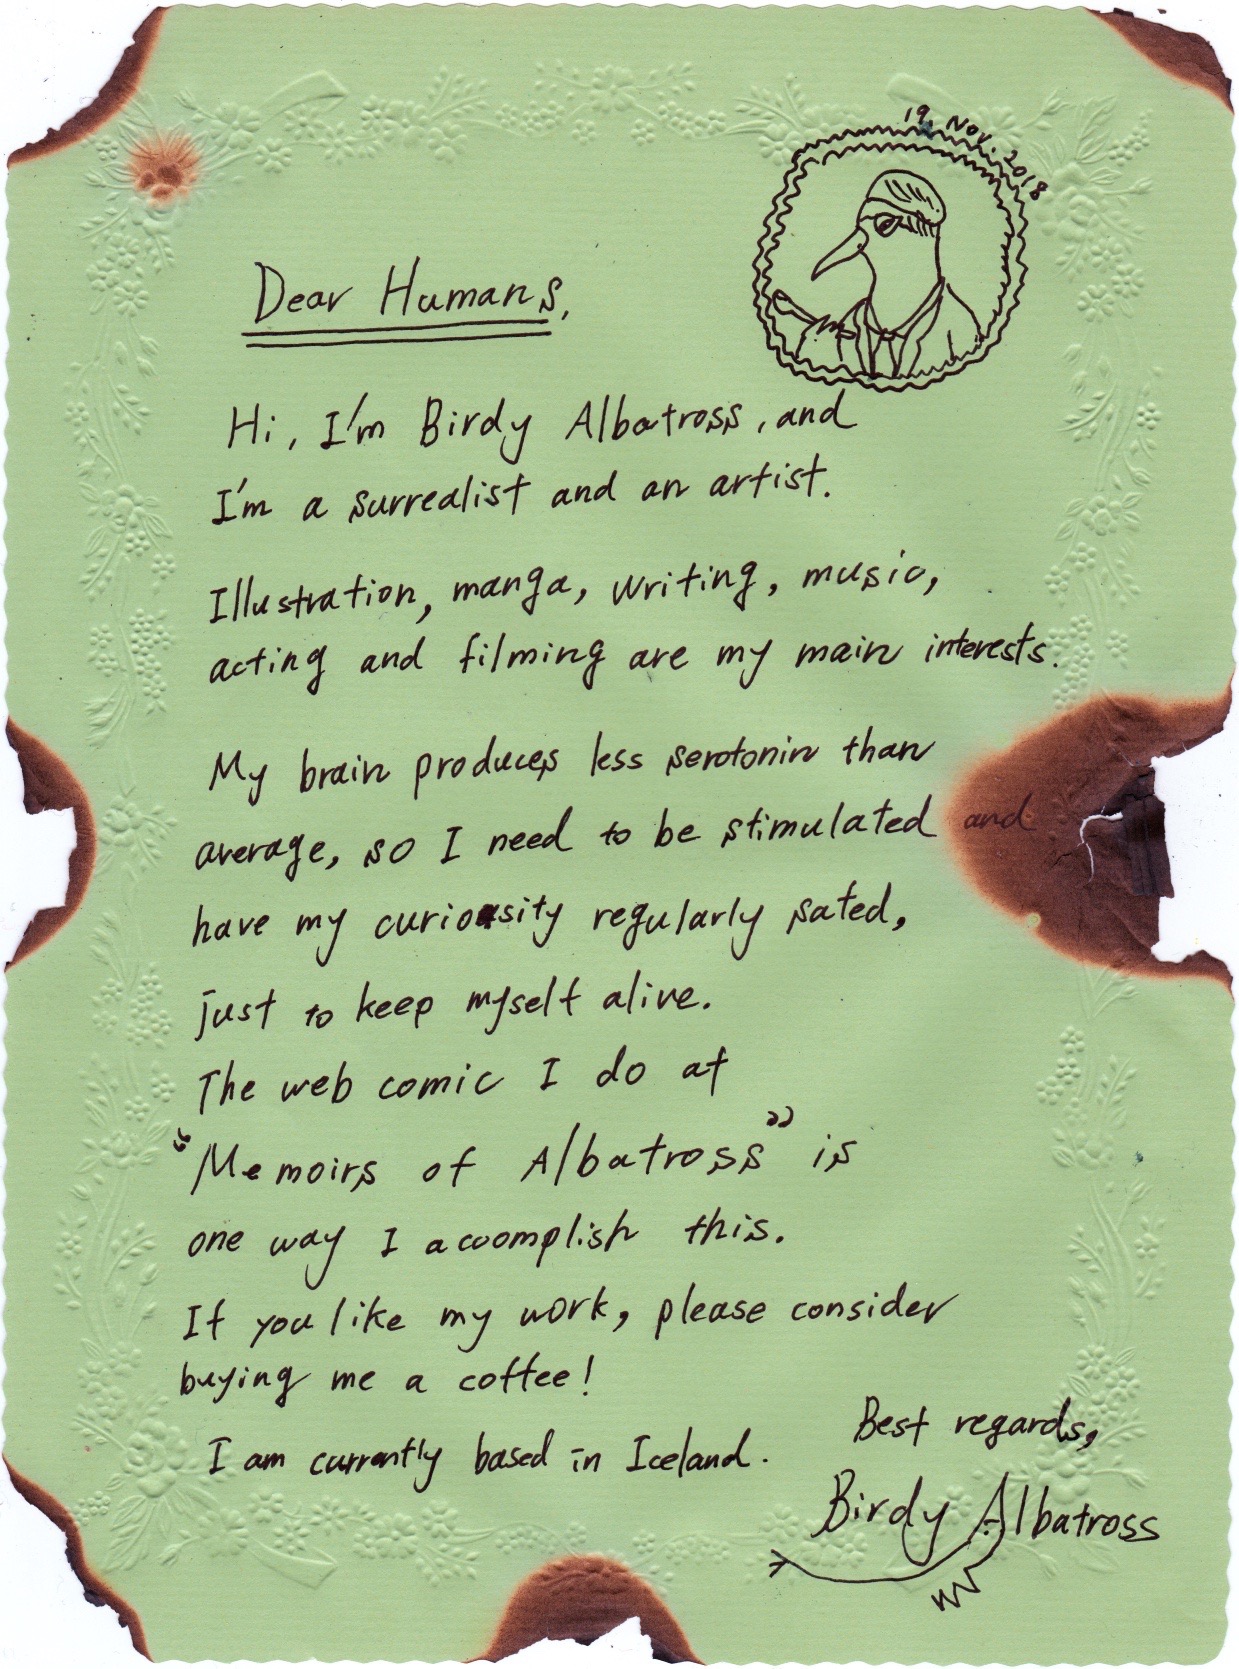 19. Nov. 2018
Dear Humans,
Hi, I'm Birdy Albatross, and
I'm a surrealist and an artist.
Illustration, manga, writing, music,
acting and filming are my main interests.
My brain produces less serotonin than
average, so I need to be stimulated and
have my curiosity regularly sated,
just to keep myself alive.
The web comic I do at
"Memoirs of Albatross" is
one way I accomplish this.
If you like my work, please consider
buying me a coffee!
I am currently based in Iceland.
Best regards,
Birdy Albatross